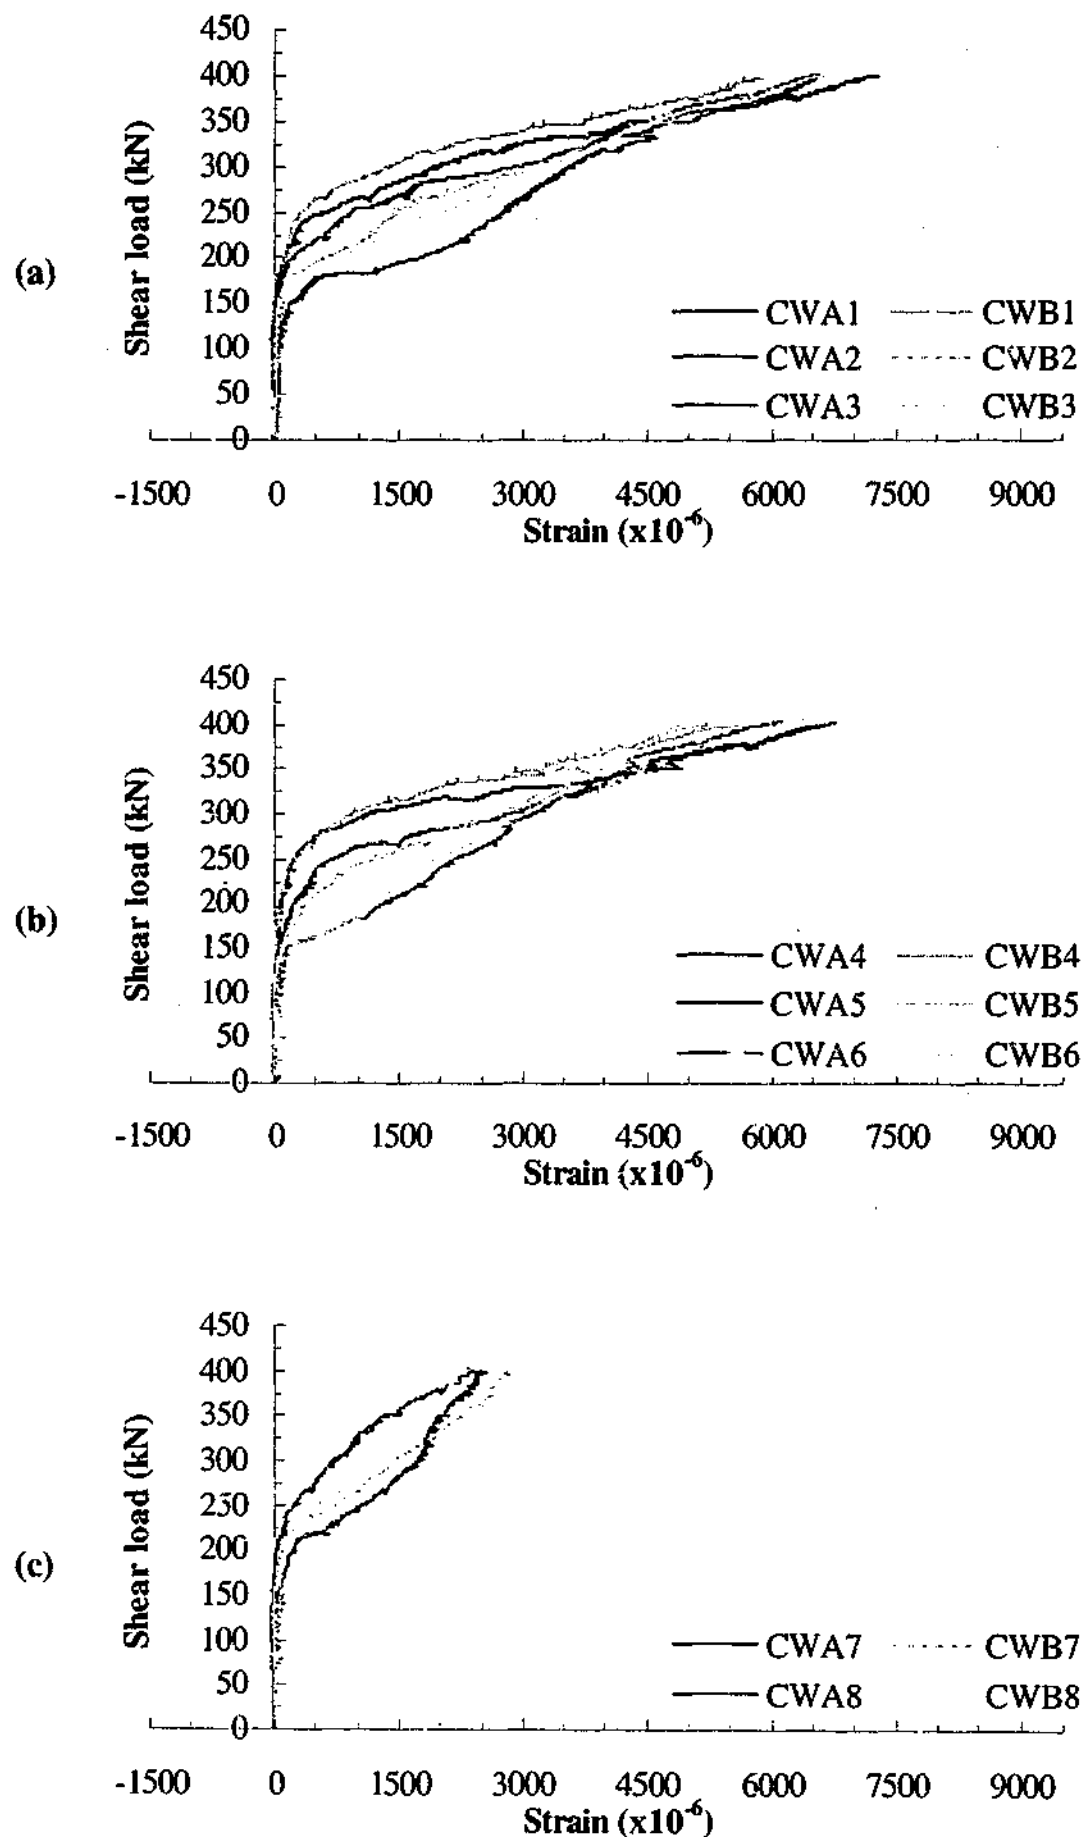 (a)
Shear load (kN)
450
400
350
300
250
200
150
100
50
0
-1500 0 1500 3000 4500 6000 7500 9000
Strain (x10⁻⁶)
CWA1 CWB1
CWA2 CWB2
CWA3 CWB3
(b)
Shear load (kN)
450
400
350
300
250
200
150
100
50
0
-1500 0 1500 3000 4500 6000 7500 9000
Strain (x10⁻⁶)
CWA4 CWB4
CWA5 CWB5
CWA6 CWB6
(c)
Shear load (kN)
450
400
350
300
250
200
150
100
50
0
-1500 0 1500 3000 4500 6000 7500 9000
Strain (x10⁻⁶)
CWA7 CWB7
CWA8 CWB8